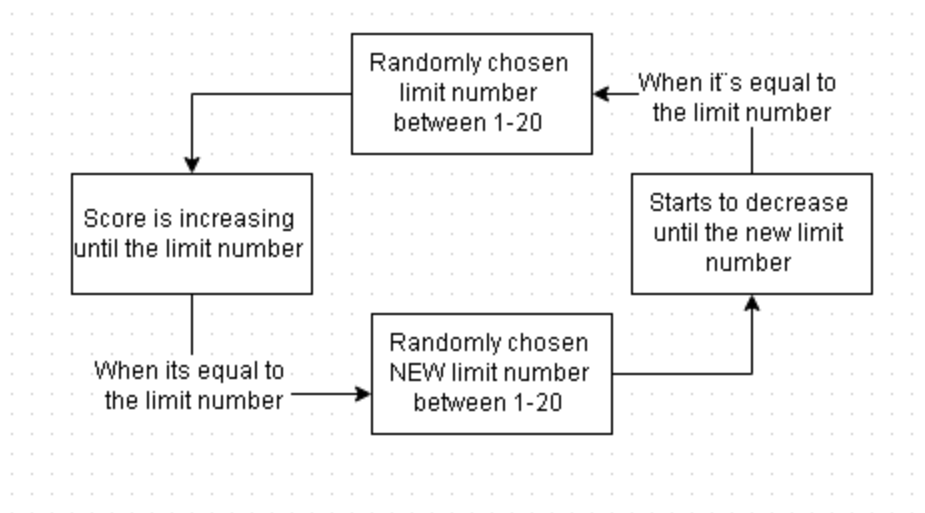 Randomly chosen
limit number
between 1-20
When it¨s equal to
the limit number
Score is increasing
until the limit number
Starts to decrease
until the new limit
number
When its equal to
the limit number
Randomly chosen
NEW limit number
between 1-20